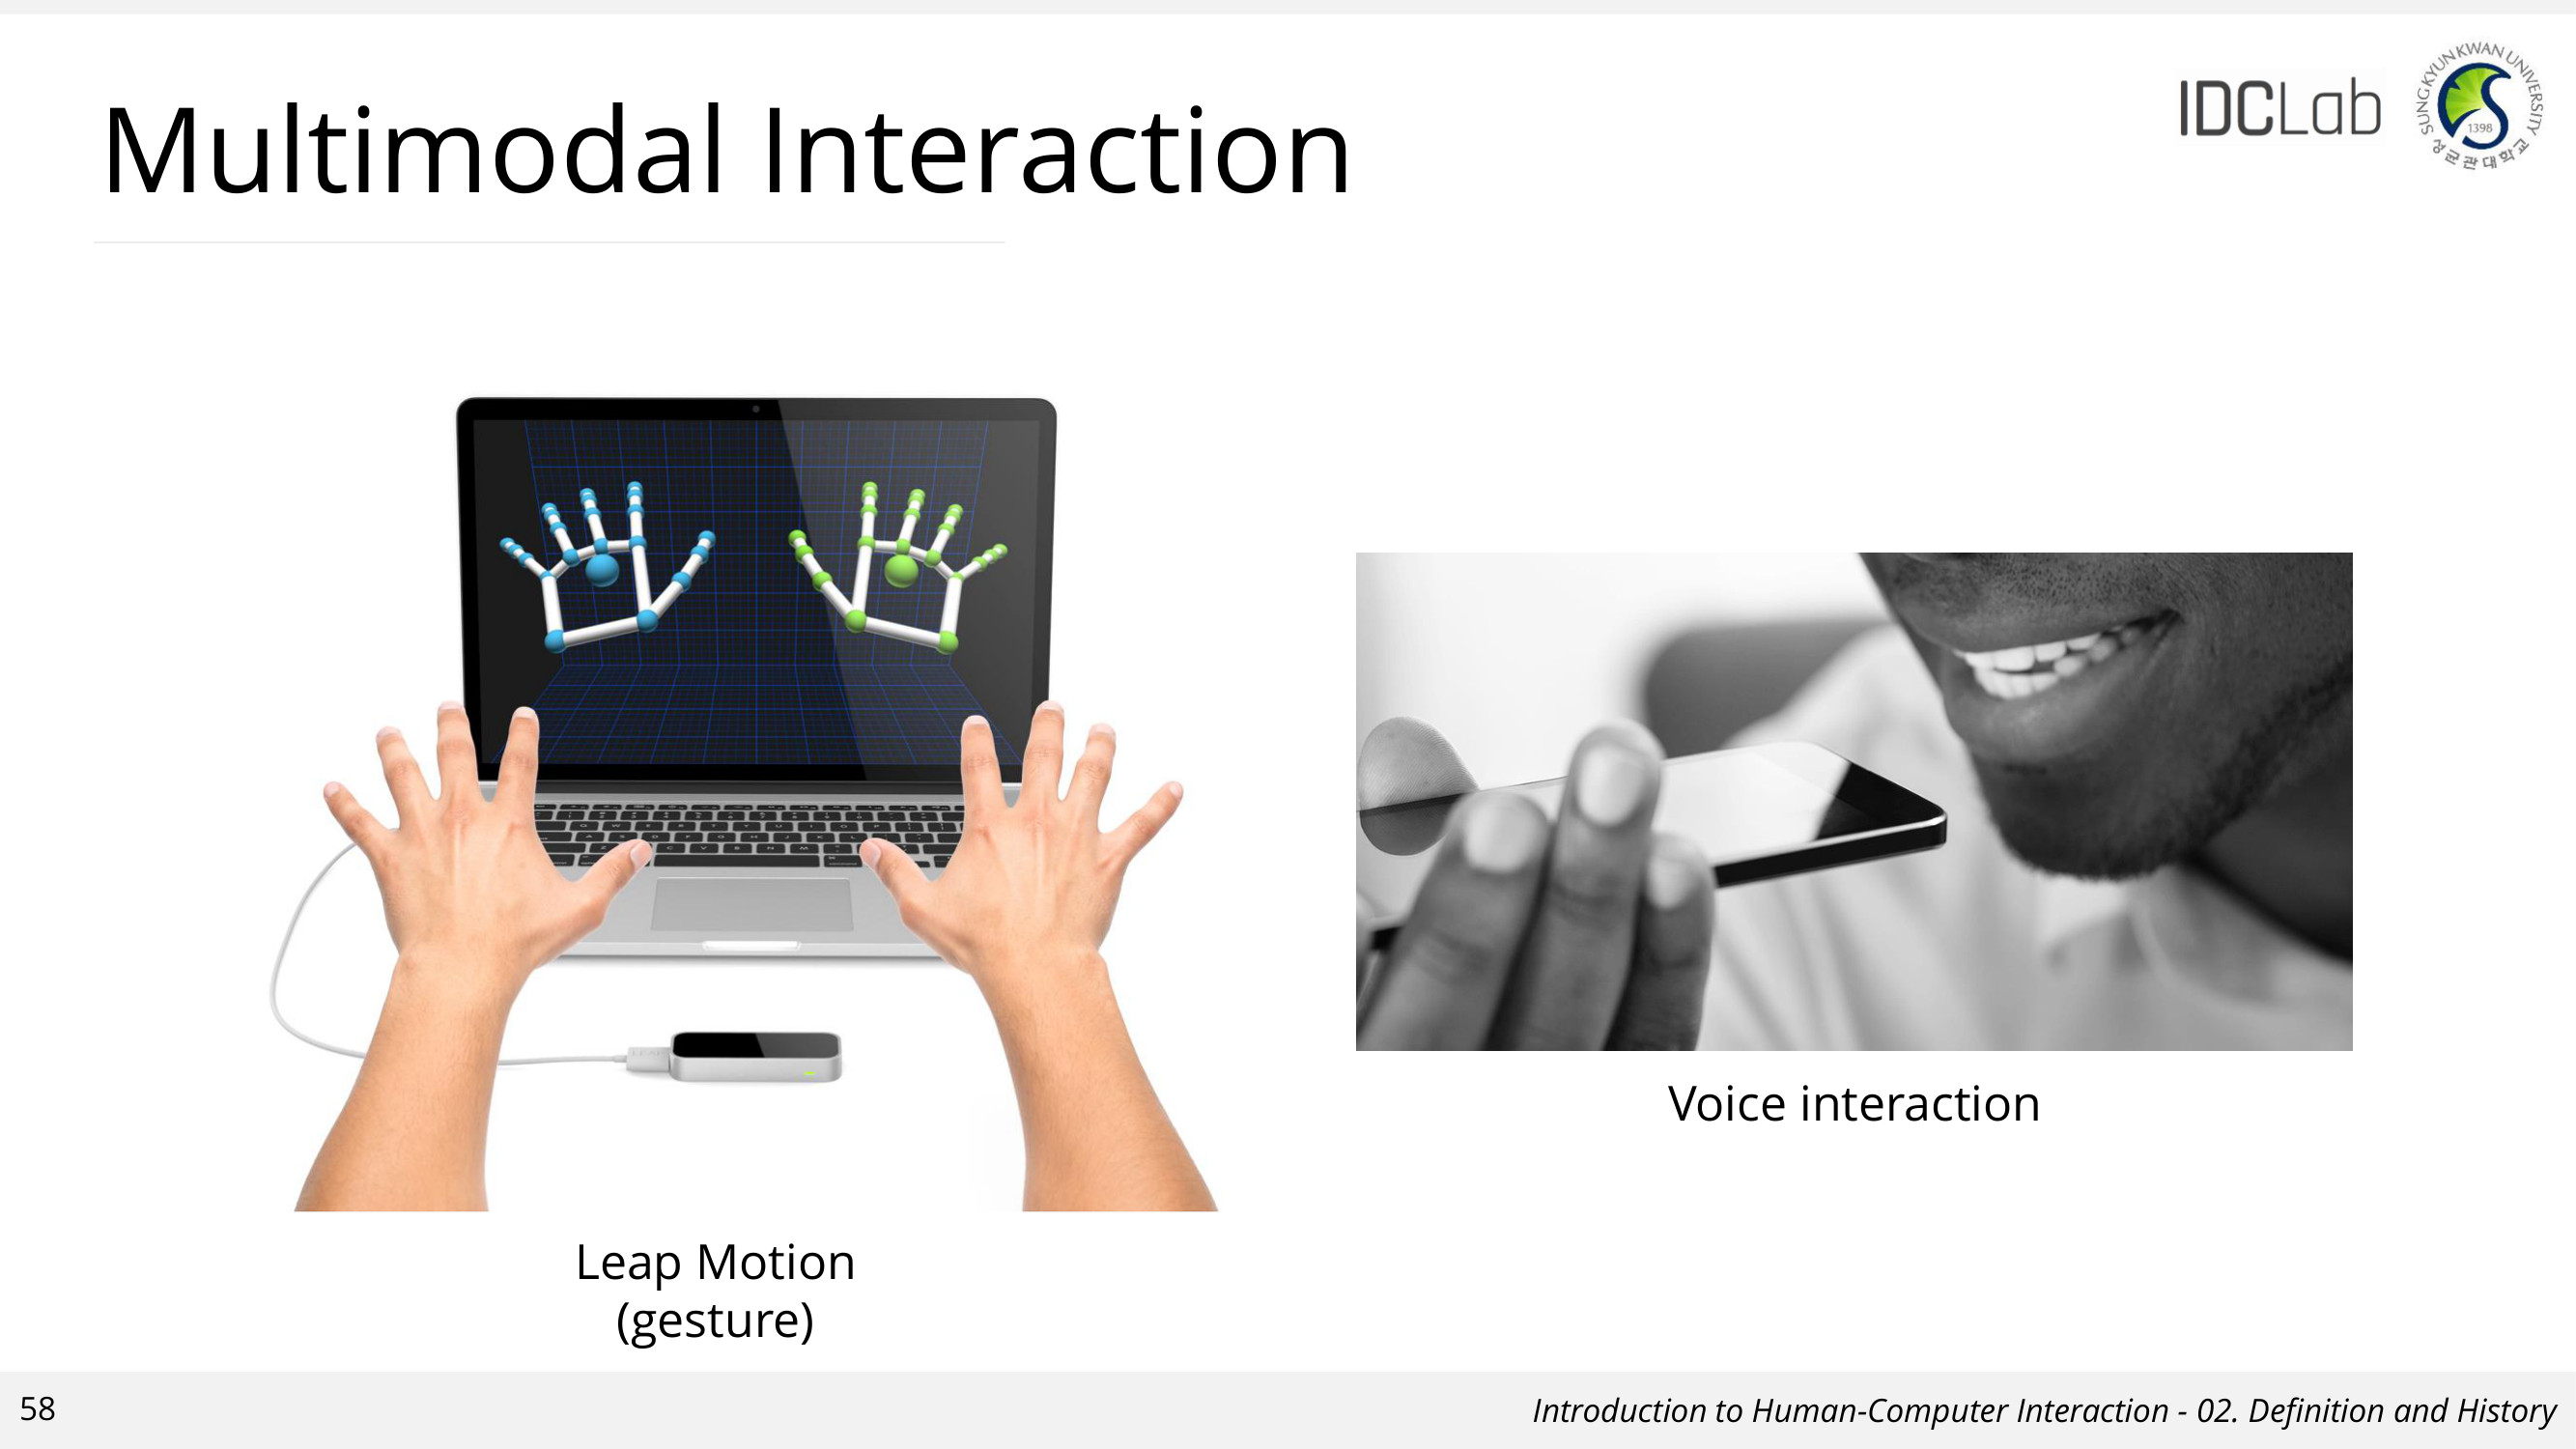 Multimodal Interaction
IDCLab
SUNGKYUNKWAN UNIVERSITY
1398
성균관대학교
Leap Motion
(gesture)
Voice interaction
58
Introduction to Human-Computer Interaction - 02. Definition and History